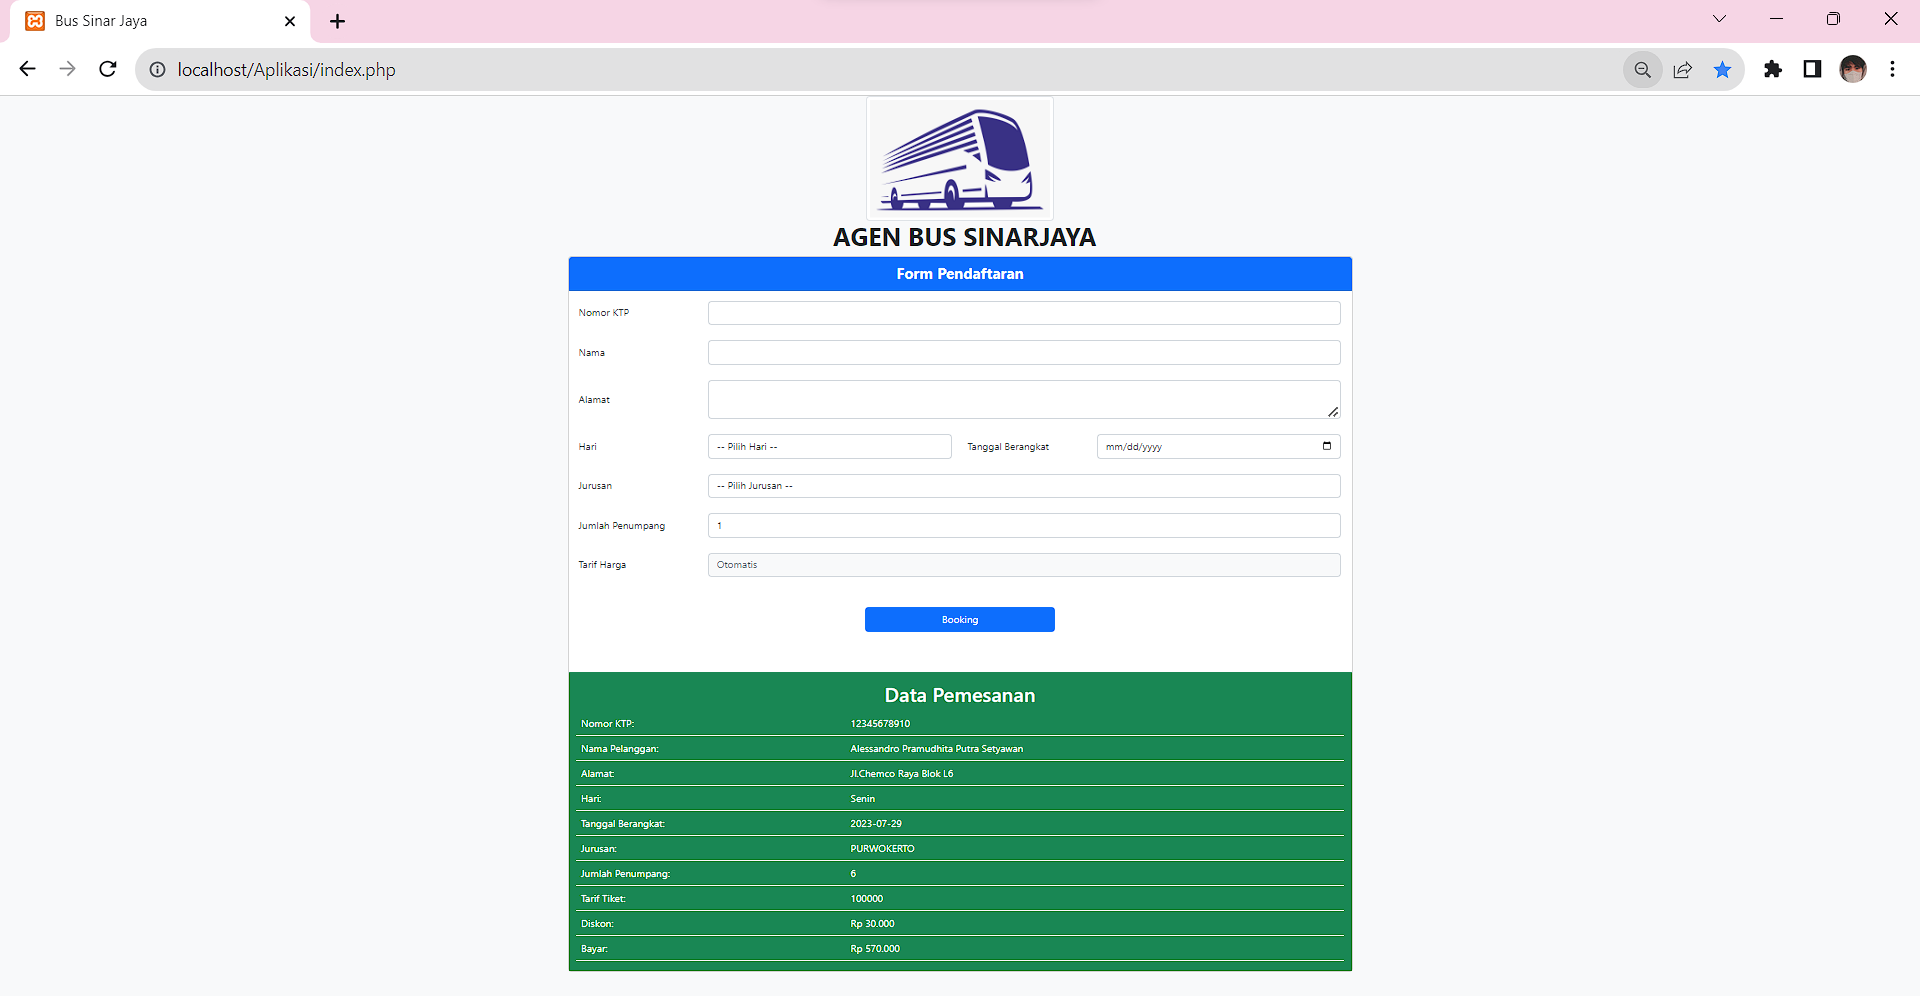 Bus Sinar Jaya
localhost/Aplikasi/index.php
AGEN BUS SINARJAYA
Form Pendaftaran
Nomor KTP
Nama
Alamat
Hari -- Pilih Hari -- Tanggal Berangkat mm/dd/yyyy
Jurusan -- Pilih Jurusan --
Jumlah Penumpang 1
Tarif Harga Otomatis
Booking
Data Pemesanan
Nomor KTP: 12345678910
Nama Pelanggan: Alessandro Pramudhita Putra Setyawan
Alamat: Jl.Chemco Raya Blok L6
Hari: Senin
Tanggal Berangkat: 2023-07-29
Jurusan: PURWOKERTO
Jumlah Penumpang: 6
Tarif Tiket: 100000
Diskon: Rp 30.000
Bayar: Rp 570.000